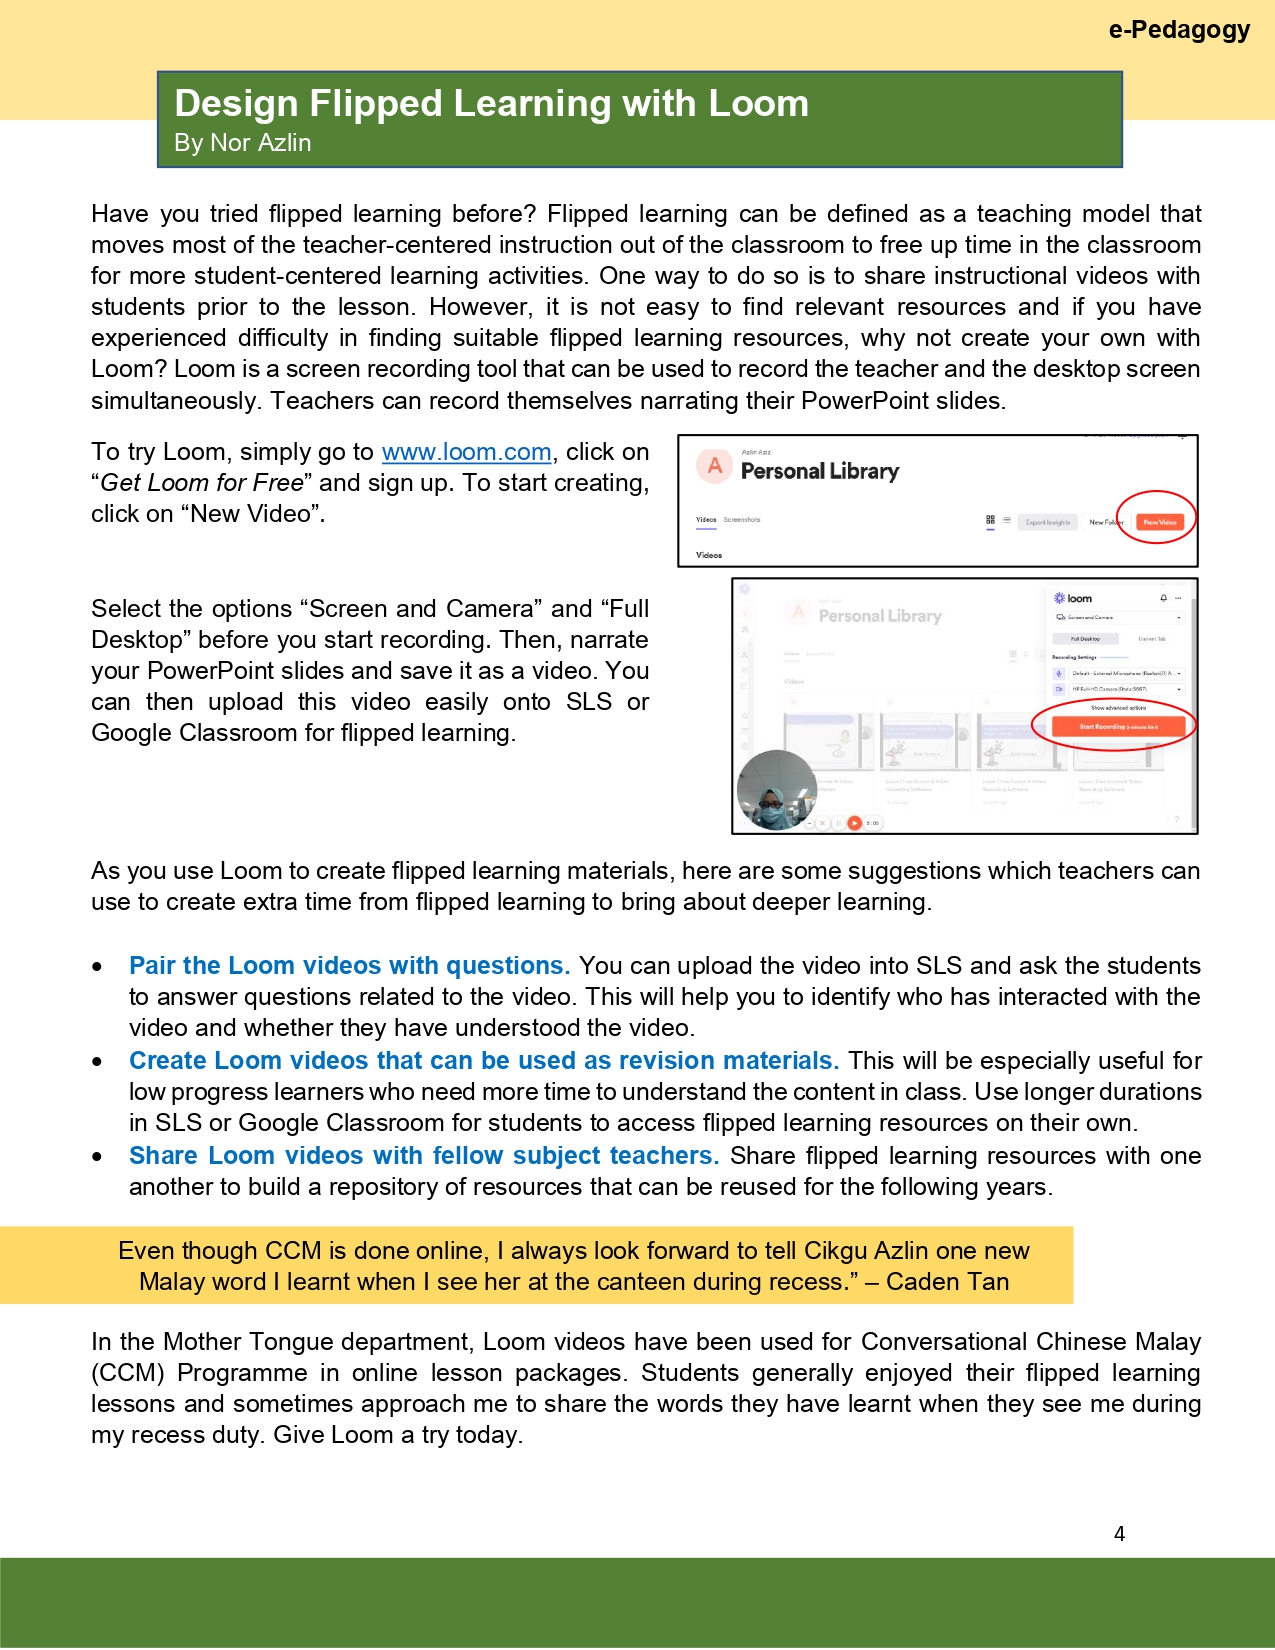 e-Pedagogy
Design Flipped Learning with Loom
By Nor Azlin
Have you tried flipped learning before? Flipped learning can be defined as a teaching model that
moves most of the teacher-centered instruction out of the classroom to free up time in the classroom
for more student-centered learning activities. One way to do so is to share instructional videos with
students prior to the lesson. However, it is not easy to find relevant resources and if you have
experienced difficulty in finding suitable flipped learning resources, why not create your own with
Loom? Loom is a screen recording tool that can be used to record the teacher and the desktop screen
simultaneously. Teachers can record themselves narrating their PowerPoint slides.
To try Loom, simply go to www.loom.com, click on
“Get Loom for Free” and sign up. To start creating,
click on “New Video”.
Azlin Aziz
A Personal Library
Videos Screenshots
Export Insights New Folder New Video
Videos
Select the options “Screen and Camera” and “Full
Desktop” before you start recording. Then, narrate
your PowerPoint slides and save it as a video. You
can then upload this video easily onto SLS or
Google Classroom for flipped learning.
A Personal Library
Videos
loom
Screen and Camera
Full Desktop Current Tab
Recording Settings
Default - External Microphone (Realtek(R) A...
HP Full-HD Camera
Show advanced options
Start Recording
5:00
As you use Loom to create flipped learning materials, here are some suggestions which teachers can
use to create extra time from flipped learning to bring about deeper learning.
• Pair the Loom videos with questions. You can upload the video into SLS and ask the students
to answer questions related to the video. This will help you to identify who has interacted with the
video and whether they have understood the video.
• Create Loom videos that can be used as revision materials. This will be especially useful for
low progress learners who need more time to understand the content in class. Use longer durations
in SLS or Google Classroom for students to access flipped learning resources on their own.
• Share Loom videos with fellow subject teachers. Share flipped learning resources with one
another to build a repository of resources that can be reused for the following years.
Even though CCM is done online, I always look forward to tell Cikgu Azlin one new
Malay word I learnt when I see her at the canteen during recess.” – Caden Tan
In the Mother Tongue department, Loom videos have been used for Conversational Chinese Malay
(CCM) Programme in online lesson packages. Students generally enjoyed their flipped learning
lessons and sometimes approach me to share the words they have learnt when they see me during
my recess duty. Give Loom a try today.
4